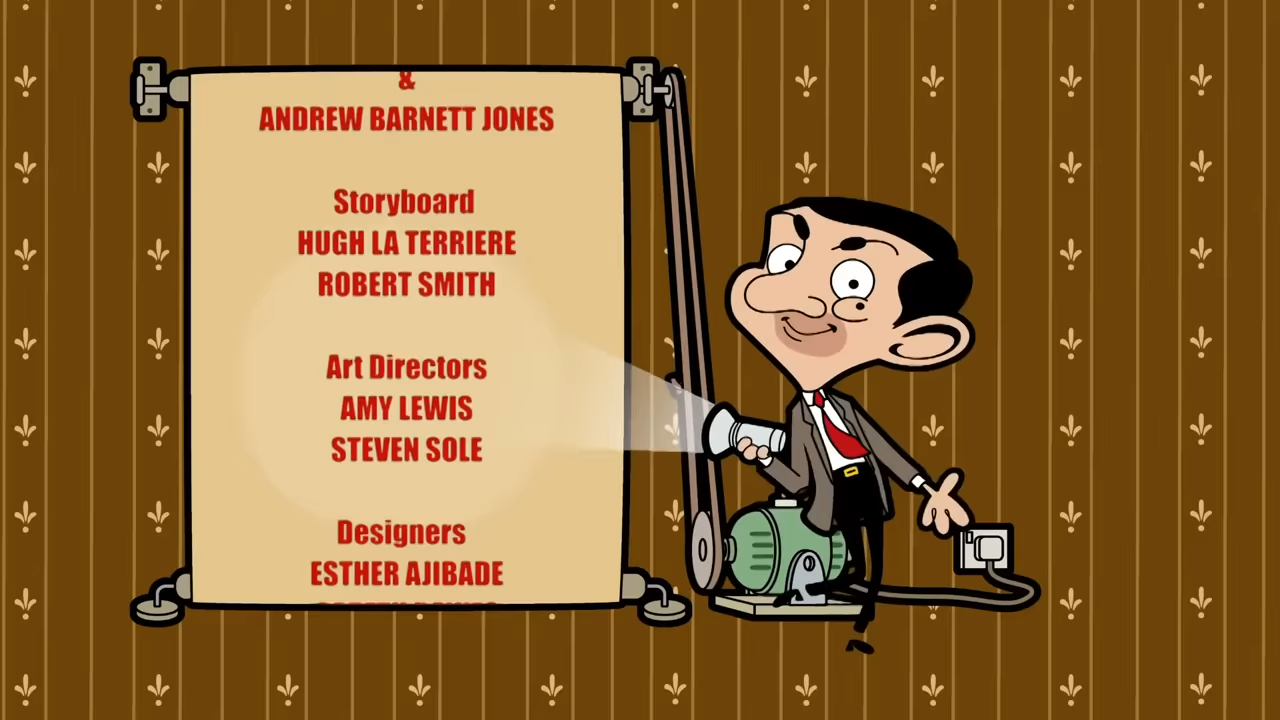 &
ANDREW BARNETT JONES
Storyboard
HUGH LA TERRIERE
ROBERT SMITH
Art Directors
AMY LEWIS
STEVEN SOLE
Designers
ESTHER AJIBADE